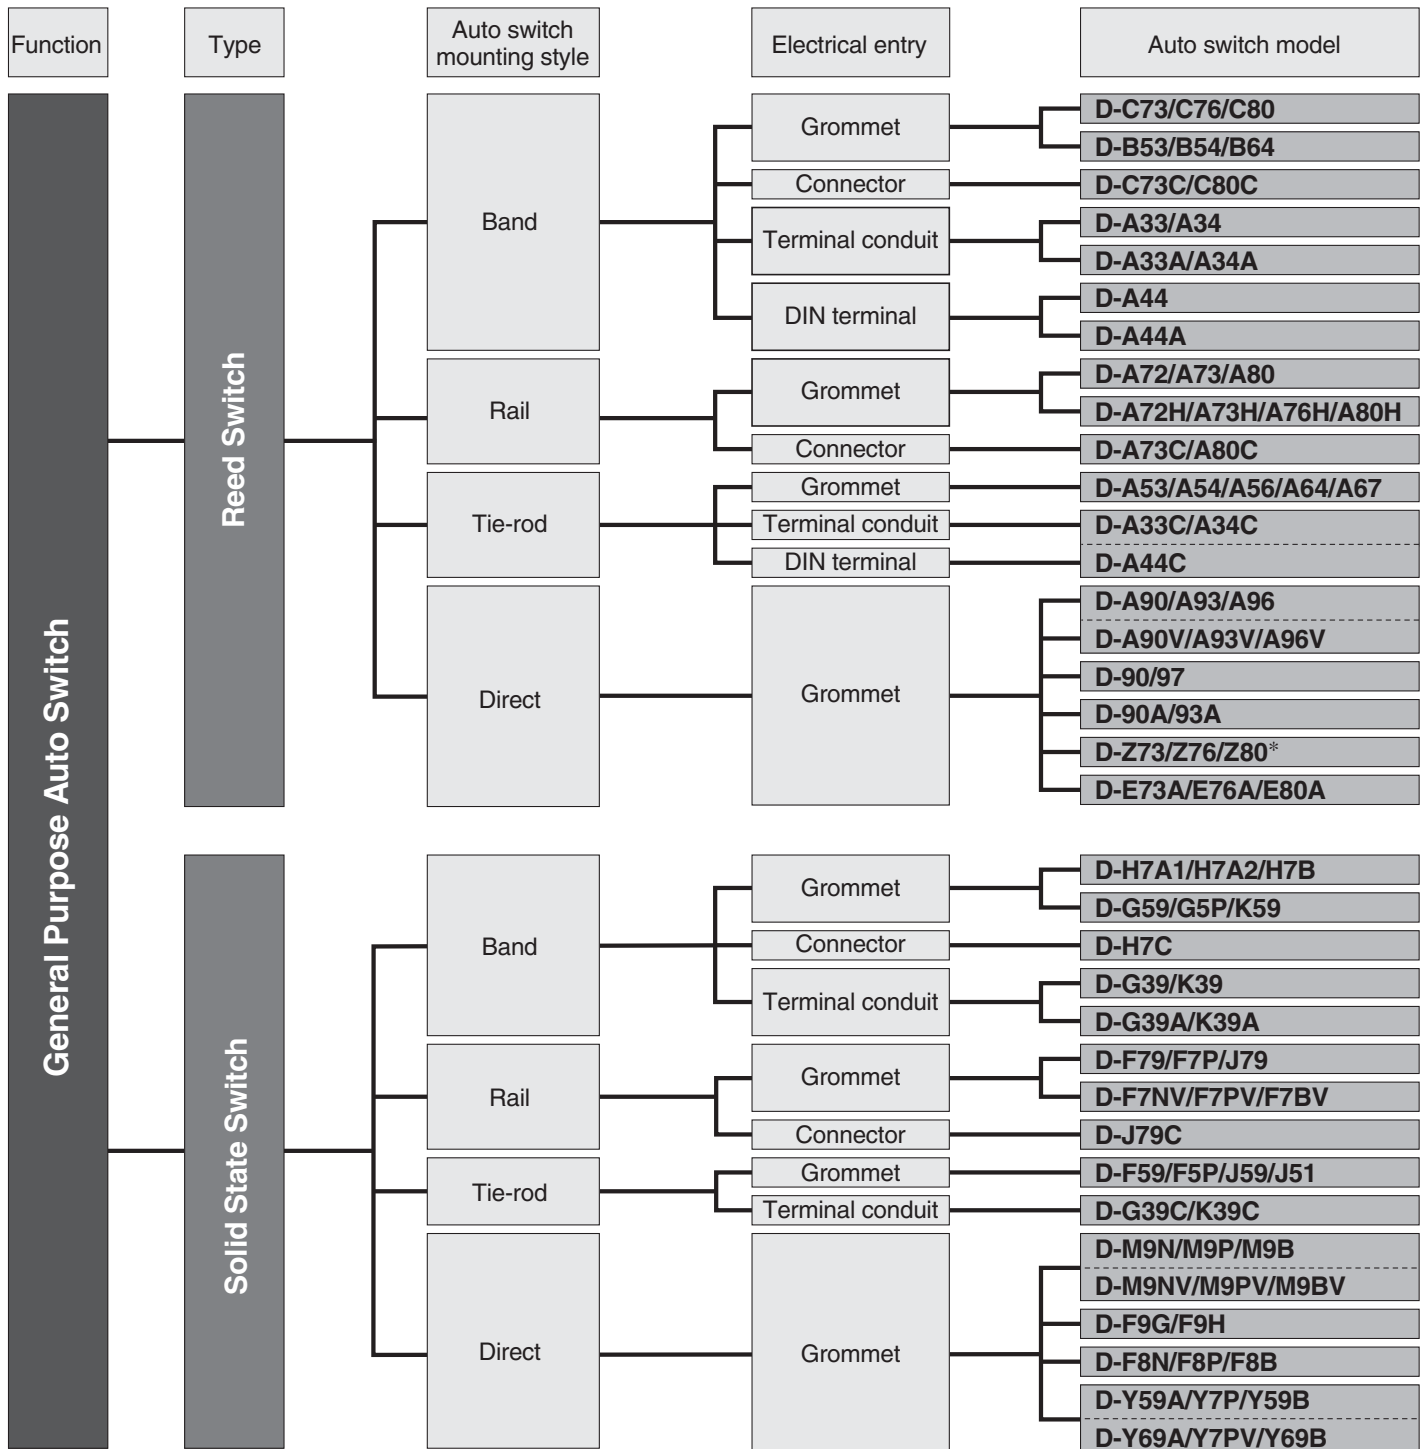 Function
Type
Auto switch
mounting style
Electrical entry
Auto switch model
General Purpose Auto Switch
Reed Switch
Band
Grommet
D-C73/C76/C80
D-B53/B54/B64
Connector
D-C73C/C80C
Terminal conduit
D-A33/A34
D-A33A/A34A
DIN terminal
D-A44
D-A44A
Rail
Grommet
D-A72/A73/A80
D-A72H/A73H/A76H/A80H
Connector
D-A73C/A80C
Tie-rod
Grommet
D-A53/A54/A56/A64/A67
Terminal conduit
D-A33C/A34C
DIN terminal
D-A44C
Direct
Grommet
D-A90/A93/A96
D-A90V/A93V/A96V
D-90/97
D-90A/93A
D-Z73/Z76/Z80*
D-E73A/E76A/E80A
Solid State Switch
Band
Grommet
D-H7A1/H7A2/H7B
D-G59/G5P/K59
Connector
D-H7C
Terminal conduit
D-G39/K39
D-G39A/K39A
Rail
Grommet
D-F79/F7P/J79
D-F7NV/F7PV/F7BV
Connector
D-J79C
Tie-rod
Grommet
D-F59/F5P/J59/J51
Terminal conduit
D-G39C/K39C
Direct
Grommet
D-M9N/M9P/M9B
D-M9NV/M9PV/M9BV
D-F9G/F9H
D-F8N/F8P/F8B
D-Y59A/Y7P/Y59B
D-Y69A/Y7PV/Y69B